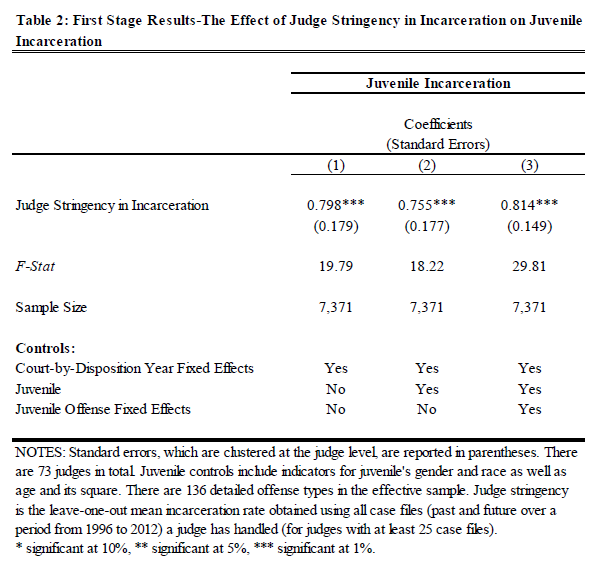 Table 2: First Stage Results-The Effect of Judge Stringency in Incarceration on Juvenile
Incarceration
Juvenile Incarceration
Coefficients
(Standard Errors)
(1) (2) (3)
Judge Stringency in Incarceration 0.798*** 0.755*** 0.814***
(0.179) (0.177) (0.149)
F-Stat 19.79 18.22 29.81
Sample Size 7,371 7,371 7,371
Controls:
Court-by-Disposition Year Fixed Effects Yes Yes Yes
Juvenile No Yes Yes
Juvenile Offense Fixed Effects No No Yes
NOTES: Standard errors, which are clustered at the judge level, are reported in parentheses. There
are 73 judges in total. Juvenile controls include indicators for juvenile's gender and race as well as
age and its square. There are 136 detailed offense types in the effective sample. Judge stringency
is the leave-one-out mean incarceration rate obtained using all case files (past and future over a
period from 1996 to 2012) a judge has handled (for judges with at least 25 case files).
* significant at 10%, ** significant at 5%, *** significant at 1%.